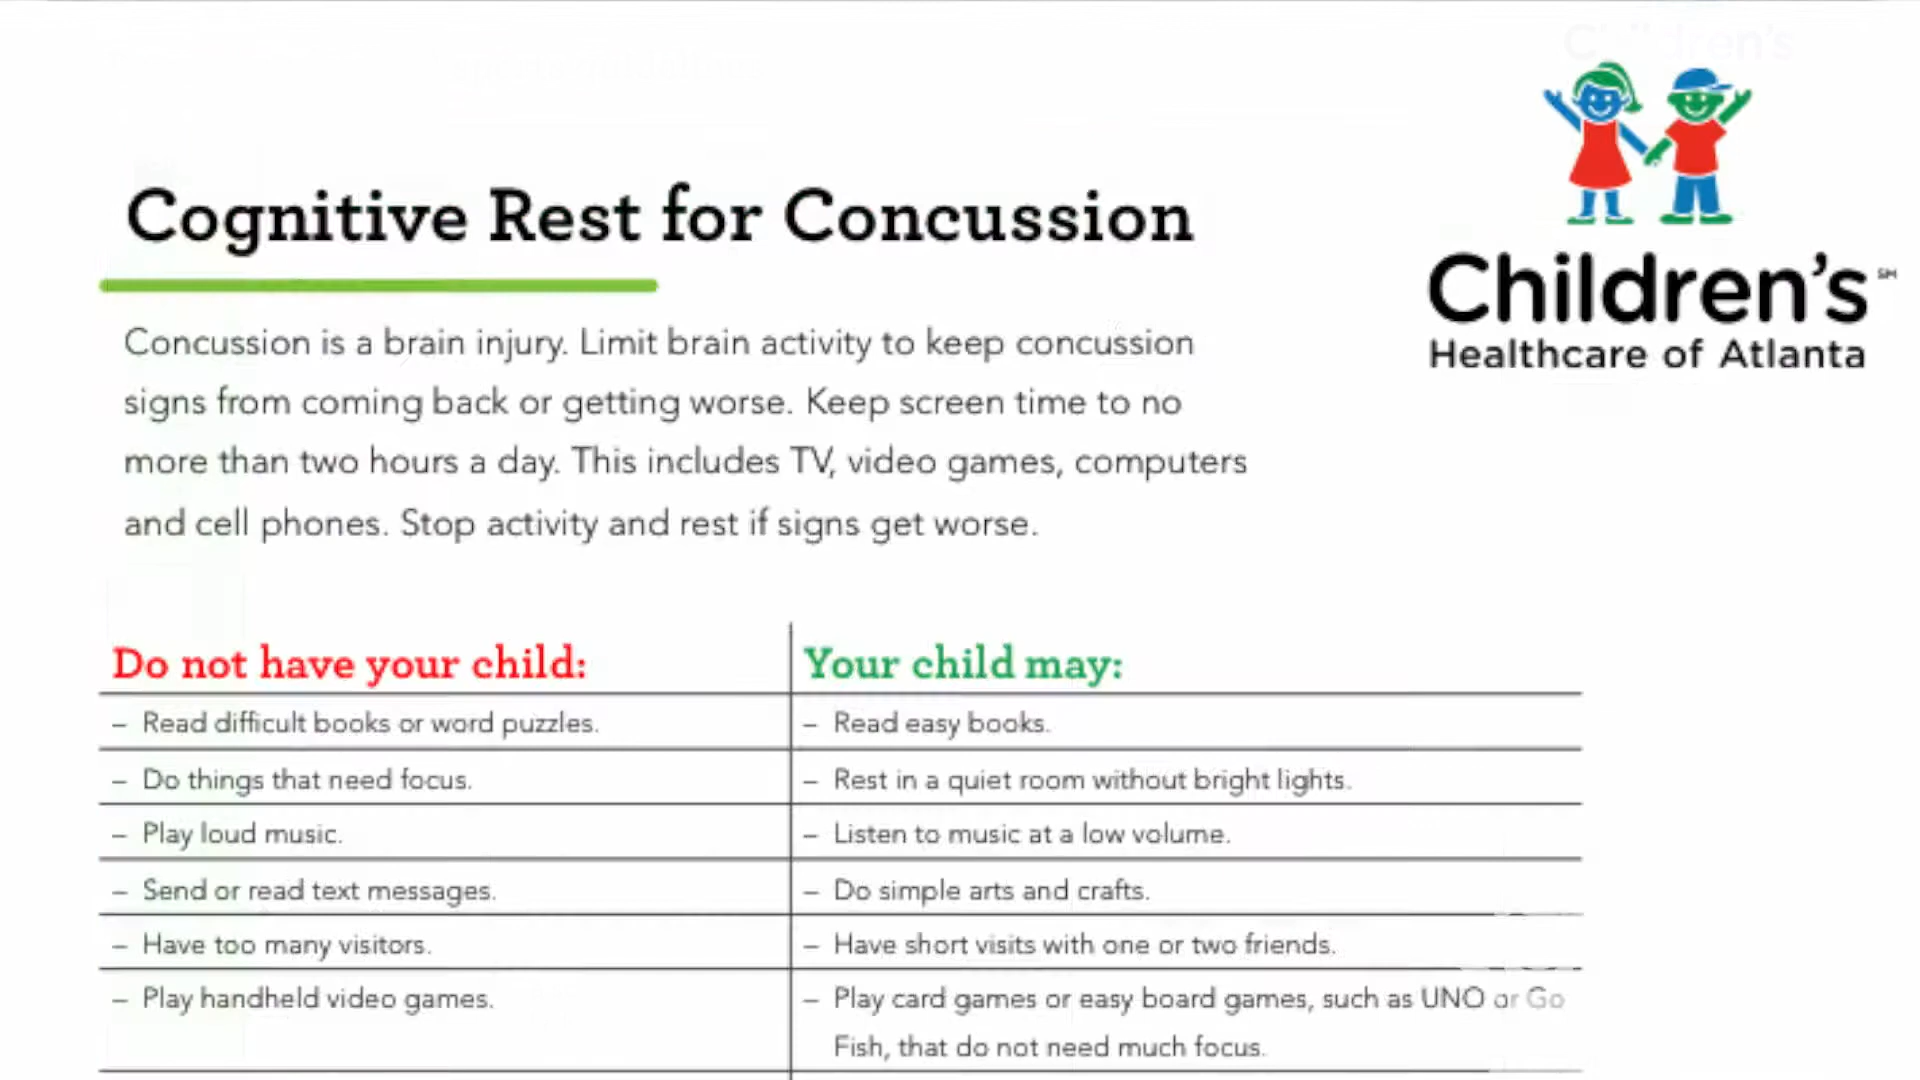 Children's
Healthcare of Atlanta
Cognitive Rest for Concussion
Concussion is a brain injury. Limit brain activity to keep concussion
signs from coming back or getting worse. Keep screen time to no
more than two hours a day. This includes TV, video games, computers
and cell phones. Stop activity and rest if signs get worse.
Do not have your child:
Your child may:
– Read difficult books or word puzzles.
– Read easy books.
– Do things that need focus.
– Rest in a quiet room without bright lights.
– Play loud music.
– Listen to music at a low volume.
– Send or read text messages.
– Do simple arts and crafts.
– Have too many visitors.
– Have short visits with one or two friends.
– Play handheld video games.
– Play card games or easy board games, such as UNO or Go
Fish, that do not need much focus.